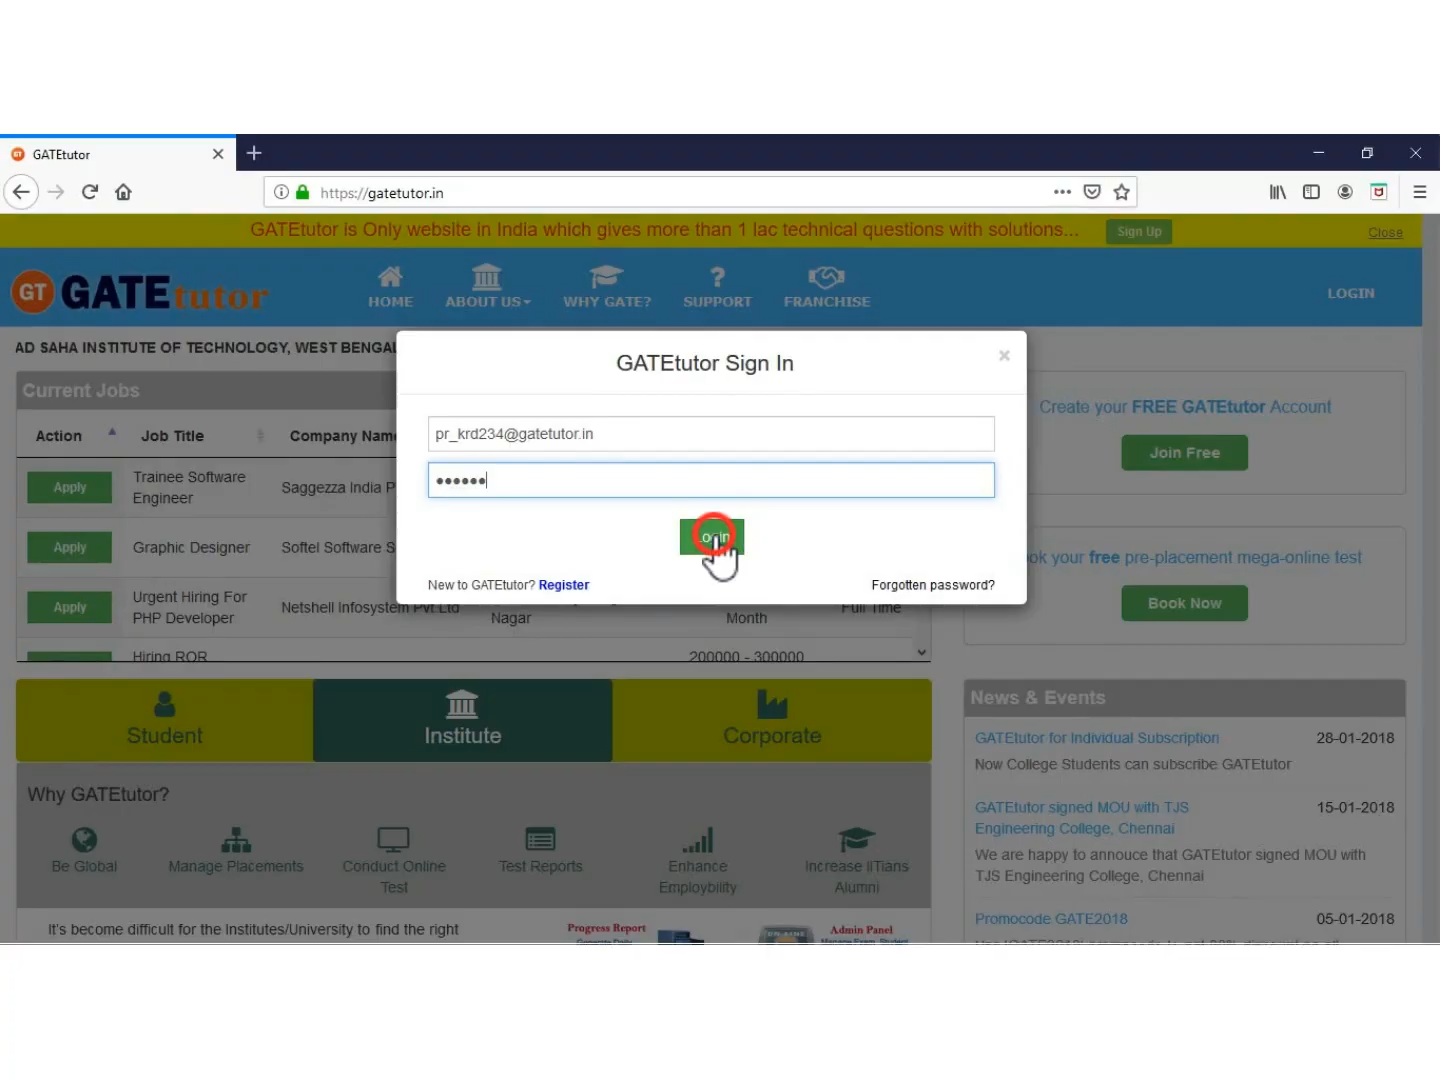 GATEtutor
https://gatetutor.in
GATEtutor is Only website in India which gives more than 1 lac technical questions with solutions...
Sign Up
Close
GT GATEtutor
HOME
ABOUT US
WHY GATE?
SUPPORT
FRANCHISE
LOGIN
AD SAHA INSTITUTE OF TECHNOLOGY, WEST BENGAL
Current Jobs
Action Job Title Company Name
Apply
Trainee Software
Engineer
Saggezza India P
Apply
Graphic Designer
Softel Software S
Apply
Urgent Hiring For
PHP Developer
Netshell Infosystem Pvt.Ltd
Nagar
Month
Full Time
Hiring ROR
200000 - 300000
GATEtutor Sign In
×
pr_krd234@gatetutor.in
••••••
Login
New to GATEtutor? Register
Forgotten password?
Create your FREE GATEtutor Account
Join Free
ok your free pre-placement mega-online test
Book Now
Student
Institute
Corporate
Why GATEtutor?
Be Global
Manage Placements
Conduct Online
Test
Test Reports
Enhance
Employbility
Increase IITians
Alumni
It's become difficult for the Institutes/University to find the right
Progress Report
Generate Daily
ON-LINE
Admin Panel
Manage Exam, Student
News & Events
GATEtutor for Individual Subscription 28-01-2018
Now College Students can subscribe GATEtutor
GATEtutor signed MOU with TJS 15-01-2018
Engineering College, Chennai
We are happy to annouce that GATEtutor signed MOU with
TJS Engineering College, Chennai
Promocode GATE2018 05-01-2018